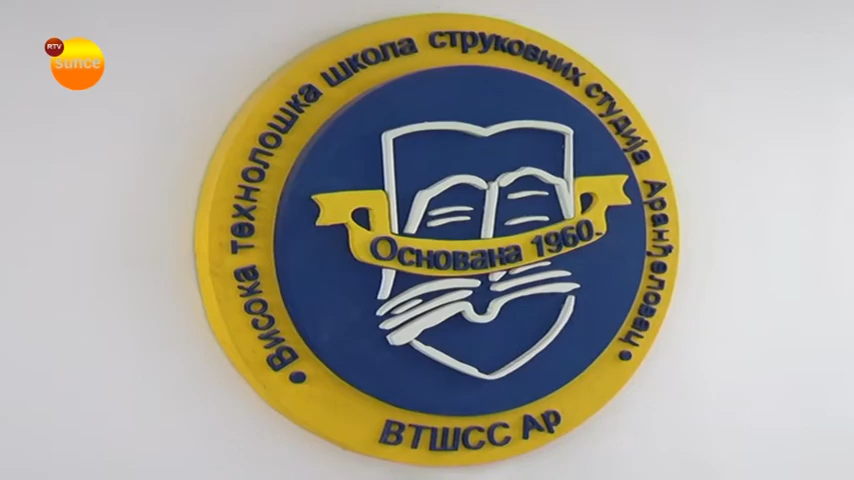 RTV
sunce
Висока технолошка школа струковних студија Аранђеловац
Основана 1960.
ВТШСС Ар